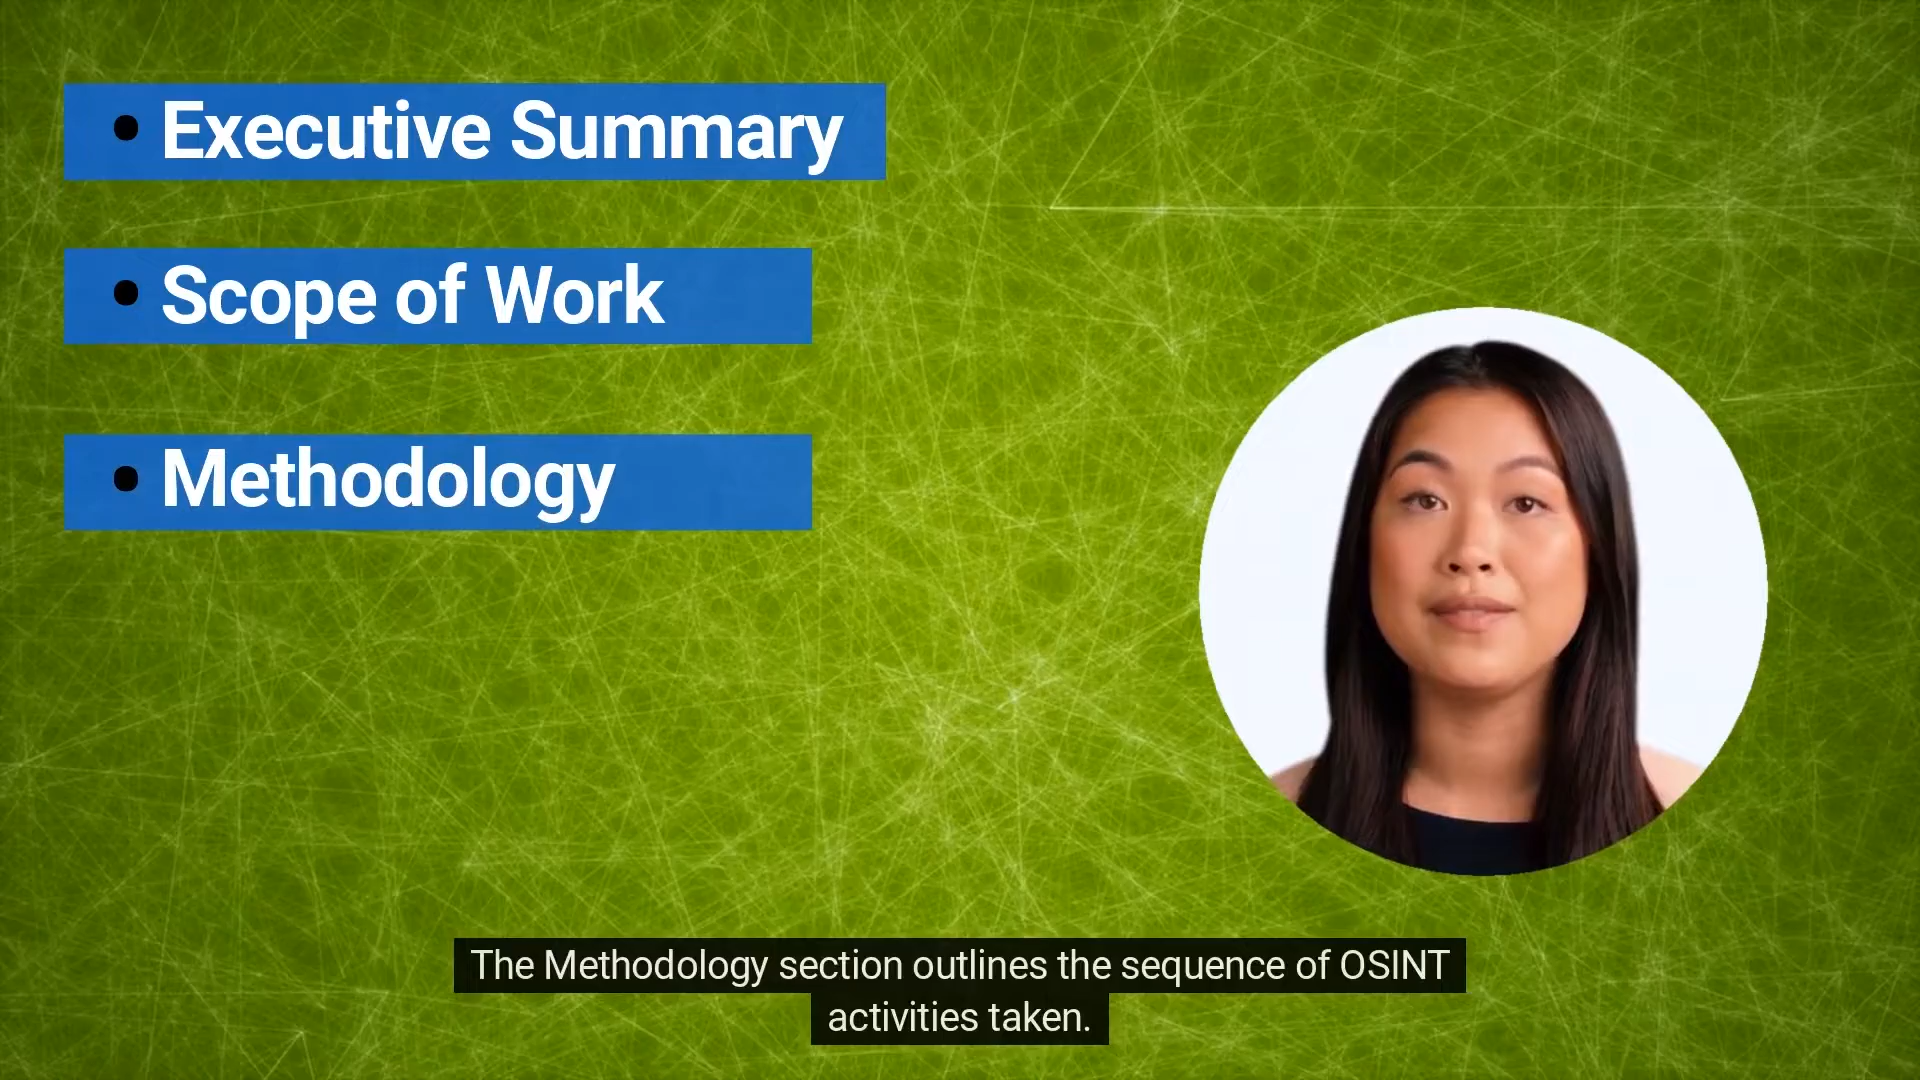 • Executive Summary
• Scope of Work
• Methodology
The Methodology section outlines the sequence of OSINT
activities taken.